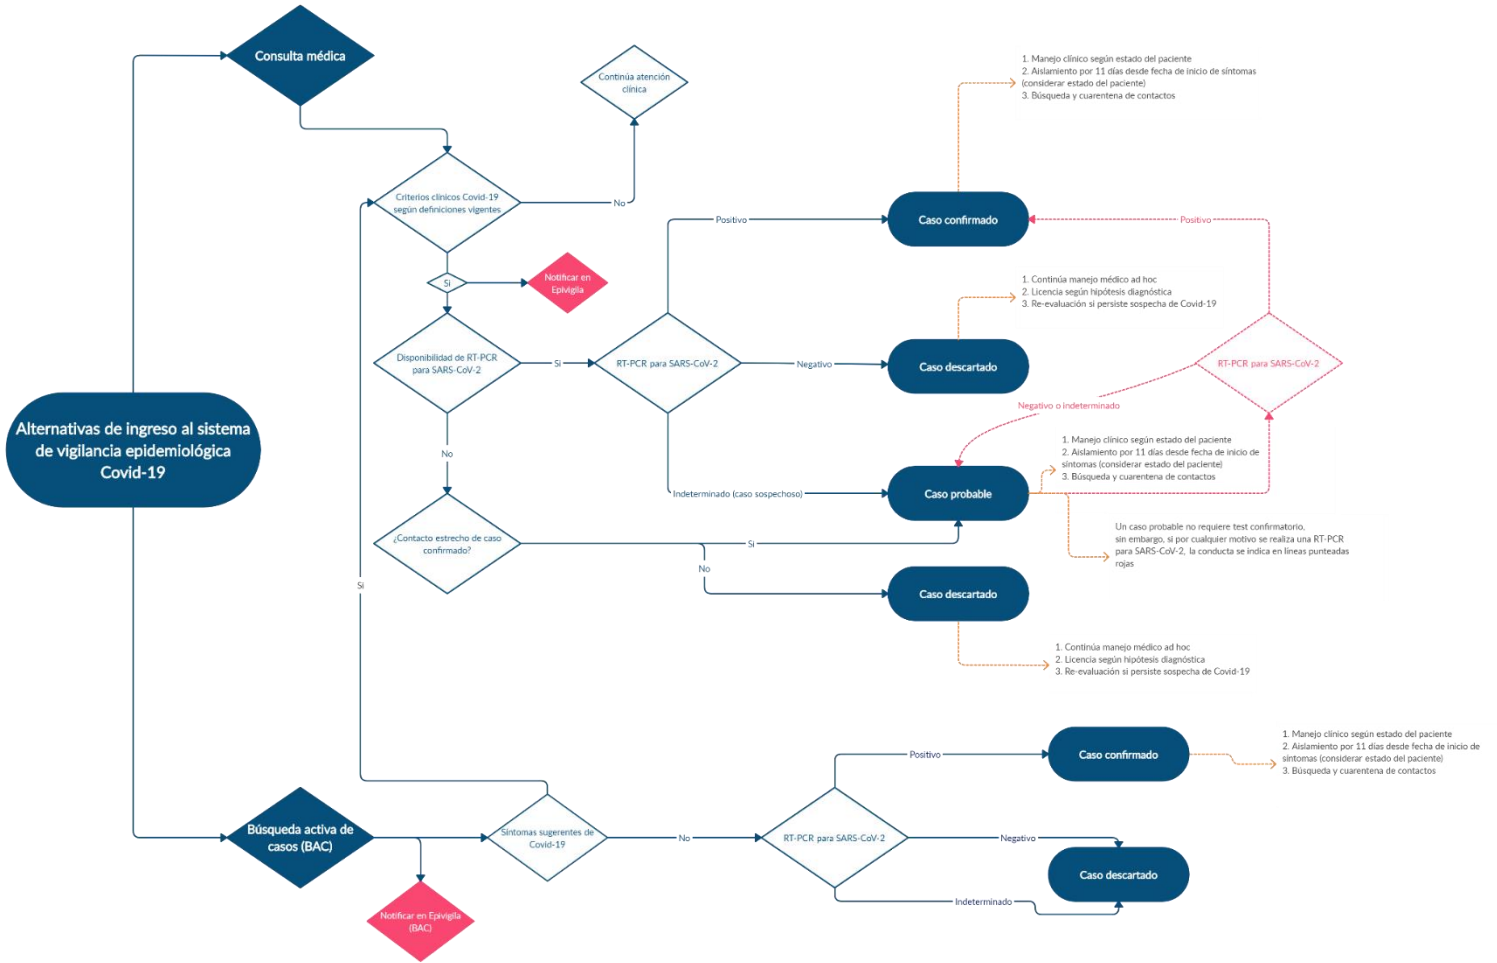 Consulta médica
Continúa atención
clínica
1. Manejo clínico según estado del paciente
2. Aislamiento por 11 días desde fecha de inicio de síntomas
(considerar estado del paciente)
3. Búsqueda y cuarentena de contactos
Criterios clínicos Covid-19
según definiciones vigentes
No
Positivo
Caso confirmado
Positivo
Si
Notificar en
Epivigila
1. Continúa manejo médico ad hoc
2. Licencia según hipótesis diagnóstica
3. Re-evaluación si persiste sospecha de Covid-19
Disponibilidad de RT-PCR
para SARS-CoV-2
Si
RT-PCR para SARS-CoV-2
Negativo
Caso descartado
RT-PCR para SARS-CoV-2
Negativo o indeterminado
Alternativas de ingreso al sistema
de vigilancia epidemiológica
Covid-19
No
1. Manejo clínico según estado del paciente
2. Aislamiento por 11 días desde fecha de inicio de
síntomas (considerar estado del paciente)
3. Búsqueda y cuarentena de contactos
Indeterminado (caso sospechoso)
Caso probable
Un caso probable no requiere test confirmatorio,
sin embargo, si por cualquier motivo se realiza una RT-PCR
para SARS-CoV-2, la conducta se indica en líneas punteadas
rojas
¿Contacto estrecho de caso
confirmado?
Si
No
Caso descartado
Si
1. Continúa manejo médico ad hoc
2. Licencia según hipótesis diagnóstica
3. Re-evaluación si persiste sospecha de Covid-19
Positivo
Caso confirmado
1. Manejo clínico según estado del paciente
2. Aislamiento por 11 días desde fecha de inicio de
síntomas (considerar estado del paciente)
3. Búsqueda y cuarentena de contactos
Búsqueda activa de
casos (BAC)
Síntomas sugerentes de
Covid-19
No
RT-PCR para SARS-CoV-2
Negativo
Caso descartado
Indeterminado
Notificar en Epivigila
(BAC)